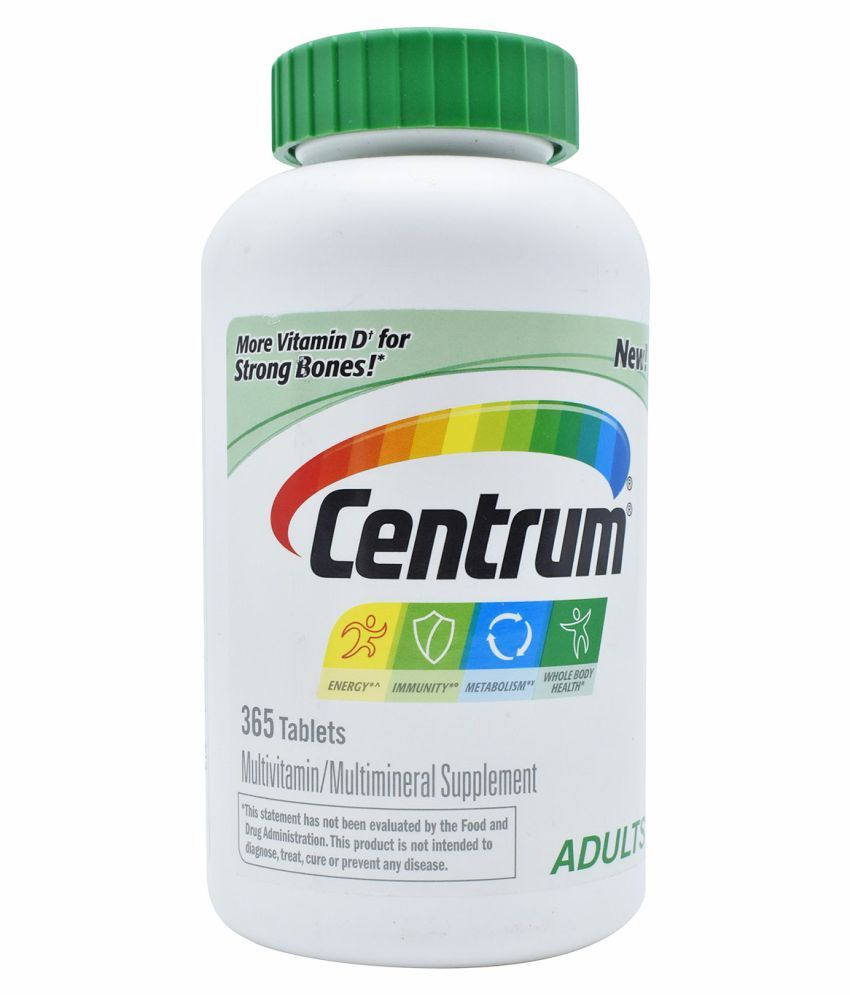 More Vitamin D† for
Strong Bones!*
New!
Centrum®
ENERGY*^
IMMUNITY*°
METABOLISM*¥
WHOLE BODY
HEALTH*
365 Tablets
Multivitamin/Multimineral Supplement
*This statement has not been evaluated by the Food and
Drug Administration. This product is not intended to
diagnose, treat, cure or prevent any disease.
ADULTS